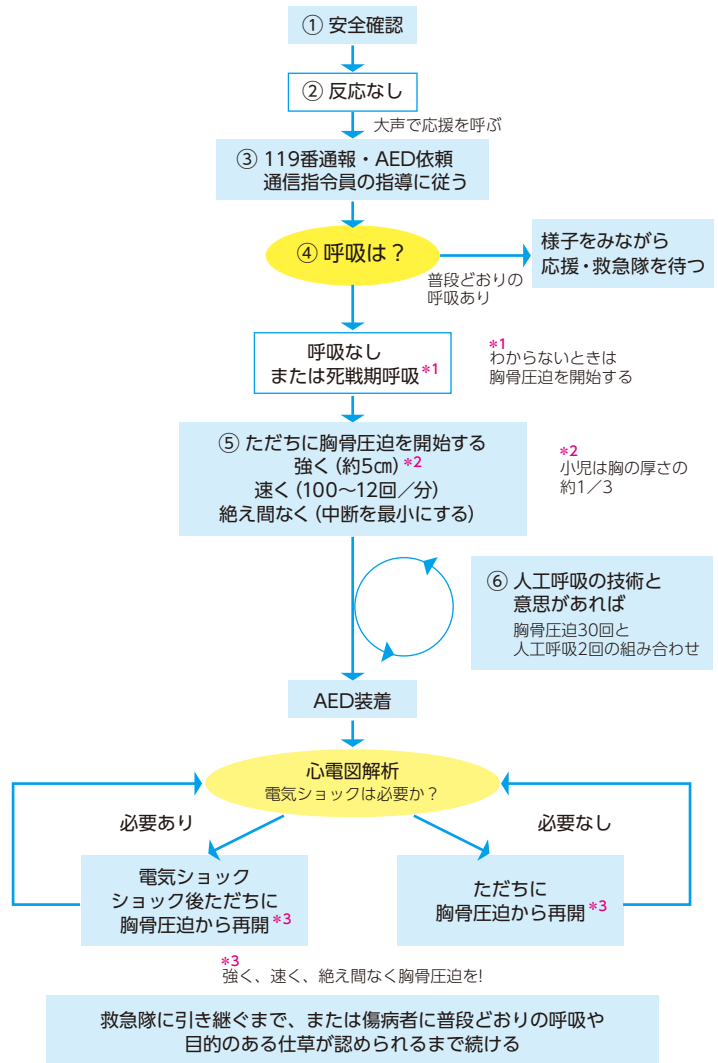 ① 安全確認
② 反応なし
大声で応援を呼ぶ
③ 119番通報・AED依頼
通信指令員の指導に従う
④ 呼吸は？
普段どおりの
呼吸あり
様子をみながら
応援・救急隊を待つ
呼吸なし
または死戦期呼吸*1
*1
わからないときは
胸骨圧迫を開始する
⑤ ただちに胸骨圧迫を開始する
強く（約5㎝）*2
速く（100〜12回／分）
絶え間なく（中断を最小にする）
*2
小児は胸の厚さの
約1／3
⑥ 人工呼吸の技術と
意思があれば
胸骨圧迫30回と
人工呼吸2回の組み合わせ
AED装着
心電図解析
電気ショックは必要か？
必要あり
必要なし
電気ショック
ショック後ただちに
胸骨圧迫から再開*3
ただちに
胸骨圧迫から再開*3
*3
強く、速く、絶え間なく胸骨圧迫を!
救急隊に引き継ぐまで、または傷病者に普段どおりの呼吸や
目的のある仕草が認められるまで続ける